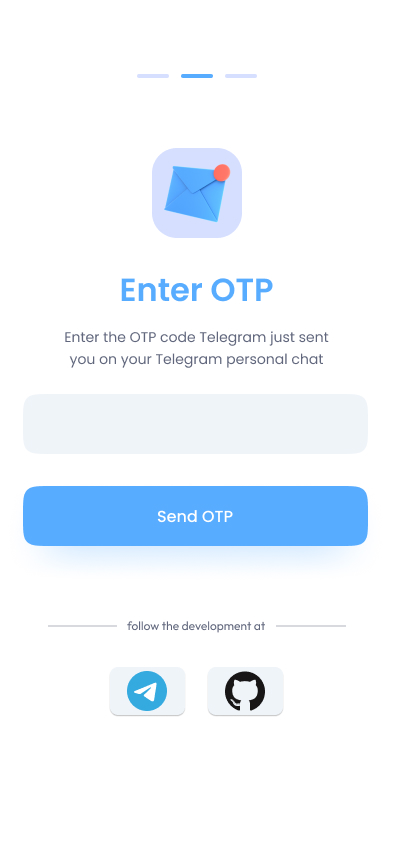 Enter OTP
Enter the OTP code Telegram just sent
you on your Telegram personal chat
Send OTP
follow the development at